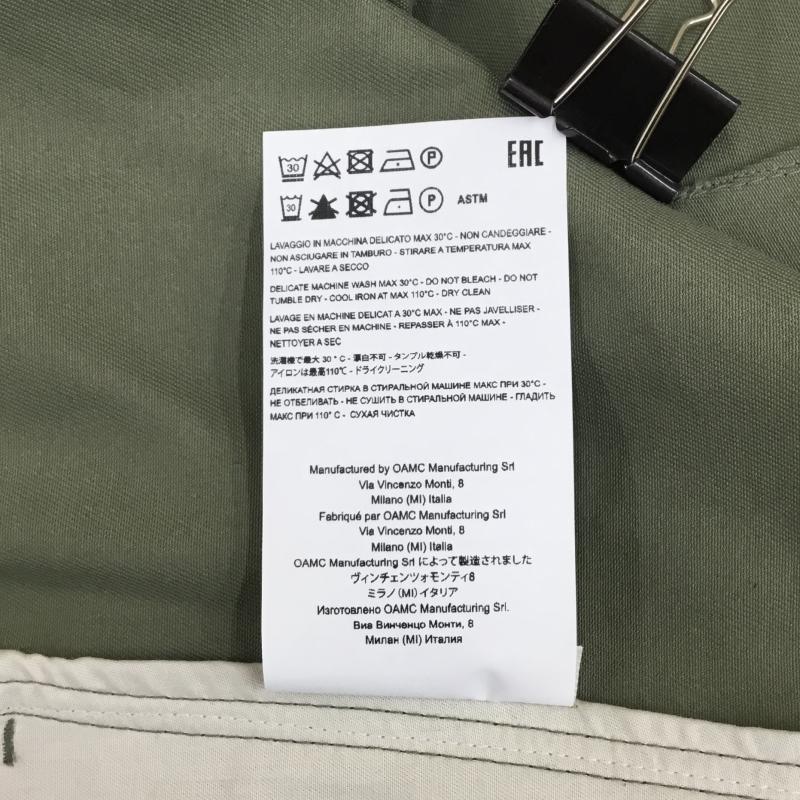 30 P EAC
30 P ASTM
LAVAGGIO IN MACCHINA DELICATO MAX 30°C - NON CANDEGGIARE -
NON ASCIUGARE IN TAMBURO - STIRARE A TEMPERATURA MAX
110°C - LAVARE A SECCO
DELICATE MACHINE WASH MAX 30°C - DO NOT BLEACH - DO NOT
TUMBLE DRY - COOL IRON AT MAX 110°C - DRY CLEAN
LAVAGE EN MACHINE DELICAT A 30°C MAX - NE PAS JAVELLISER -
NE PAS SÉCHER EN MACHINE - REPASSER À 110°C MAX -
NETTOYER A SEC
洗濯機で最大 30 ° C - 漂白不可 - タンブル乾燥不可 -
アイロンは最高110℃ - ドライクリーニング
ДЕЛИКАТНАЯ СТИРКА В СТИРАЛЬНОЙ МАШИНЕ МАКС ПРИ 30°C -
НЕ ОТБЕЛИВАТЬ - НЕ СУШИТЬ В СТИРАЛЬНОЙ МАШИНЕ - ГЛАДИТЬ
МАКС ПРИ 110° C - СУХАЯ ЧИСТКА
Manufactured by OAMC Manufacturing Srl
Via Vincenzo Monti, 8
Milano (MI) Italia
Fabriqué par OAMC Manufacturing Srl
Via Vincenzo Monti, 8
Milano (MI) Italia
OAMC Manufacturing Srl によって製造されました
ヴィンチェンツォモンティ8
ミラノ (MI) イタリア
Изготовлено OAMC Manufacturing Srl.
Виа Винченцо Монти, 8
Милан (MI) Италия